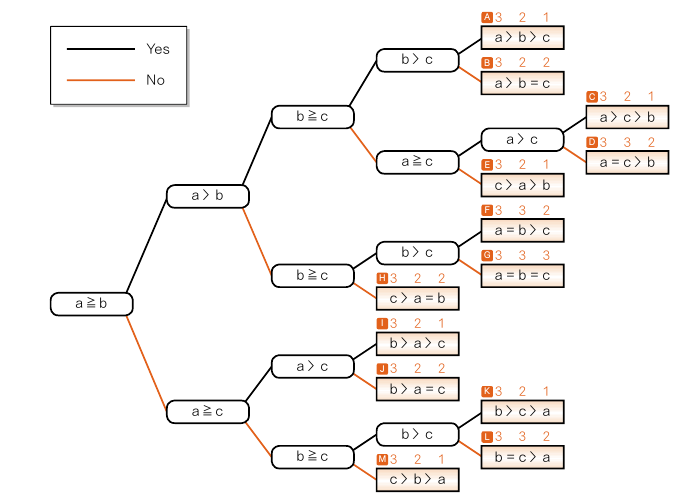 Yes
No
A 3 2 1
a > b > c
b > c
B 3 2 2
a > b = c
b ≧ c
C 3 2 1
a > c > b
a > c
a ≧ c
D 3 3 2
a = c > b
E 3 2 1
c > a > b
a > b
F 3 3 2
a = b > c
b > c
G 3 3 3
a = b = c
b ≧ c
H 3 2 2
c > a = b
a ≧ b
I 3 2 1
b > a > c
a > c
J 3 2 2
b > a = c
a ≧ c
K 3 2 1
b > c > a
b > c
L 3 3 2
b = c > a
b ≧ c
M 3 2 1
c > b > a